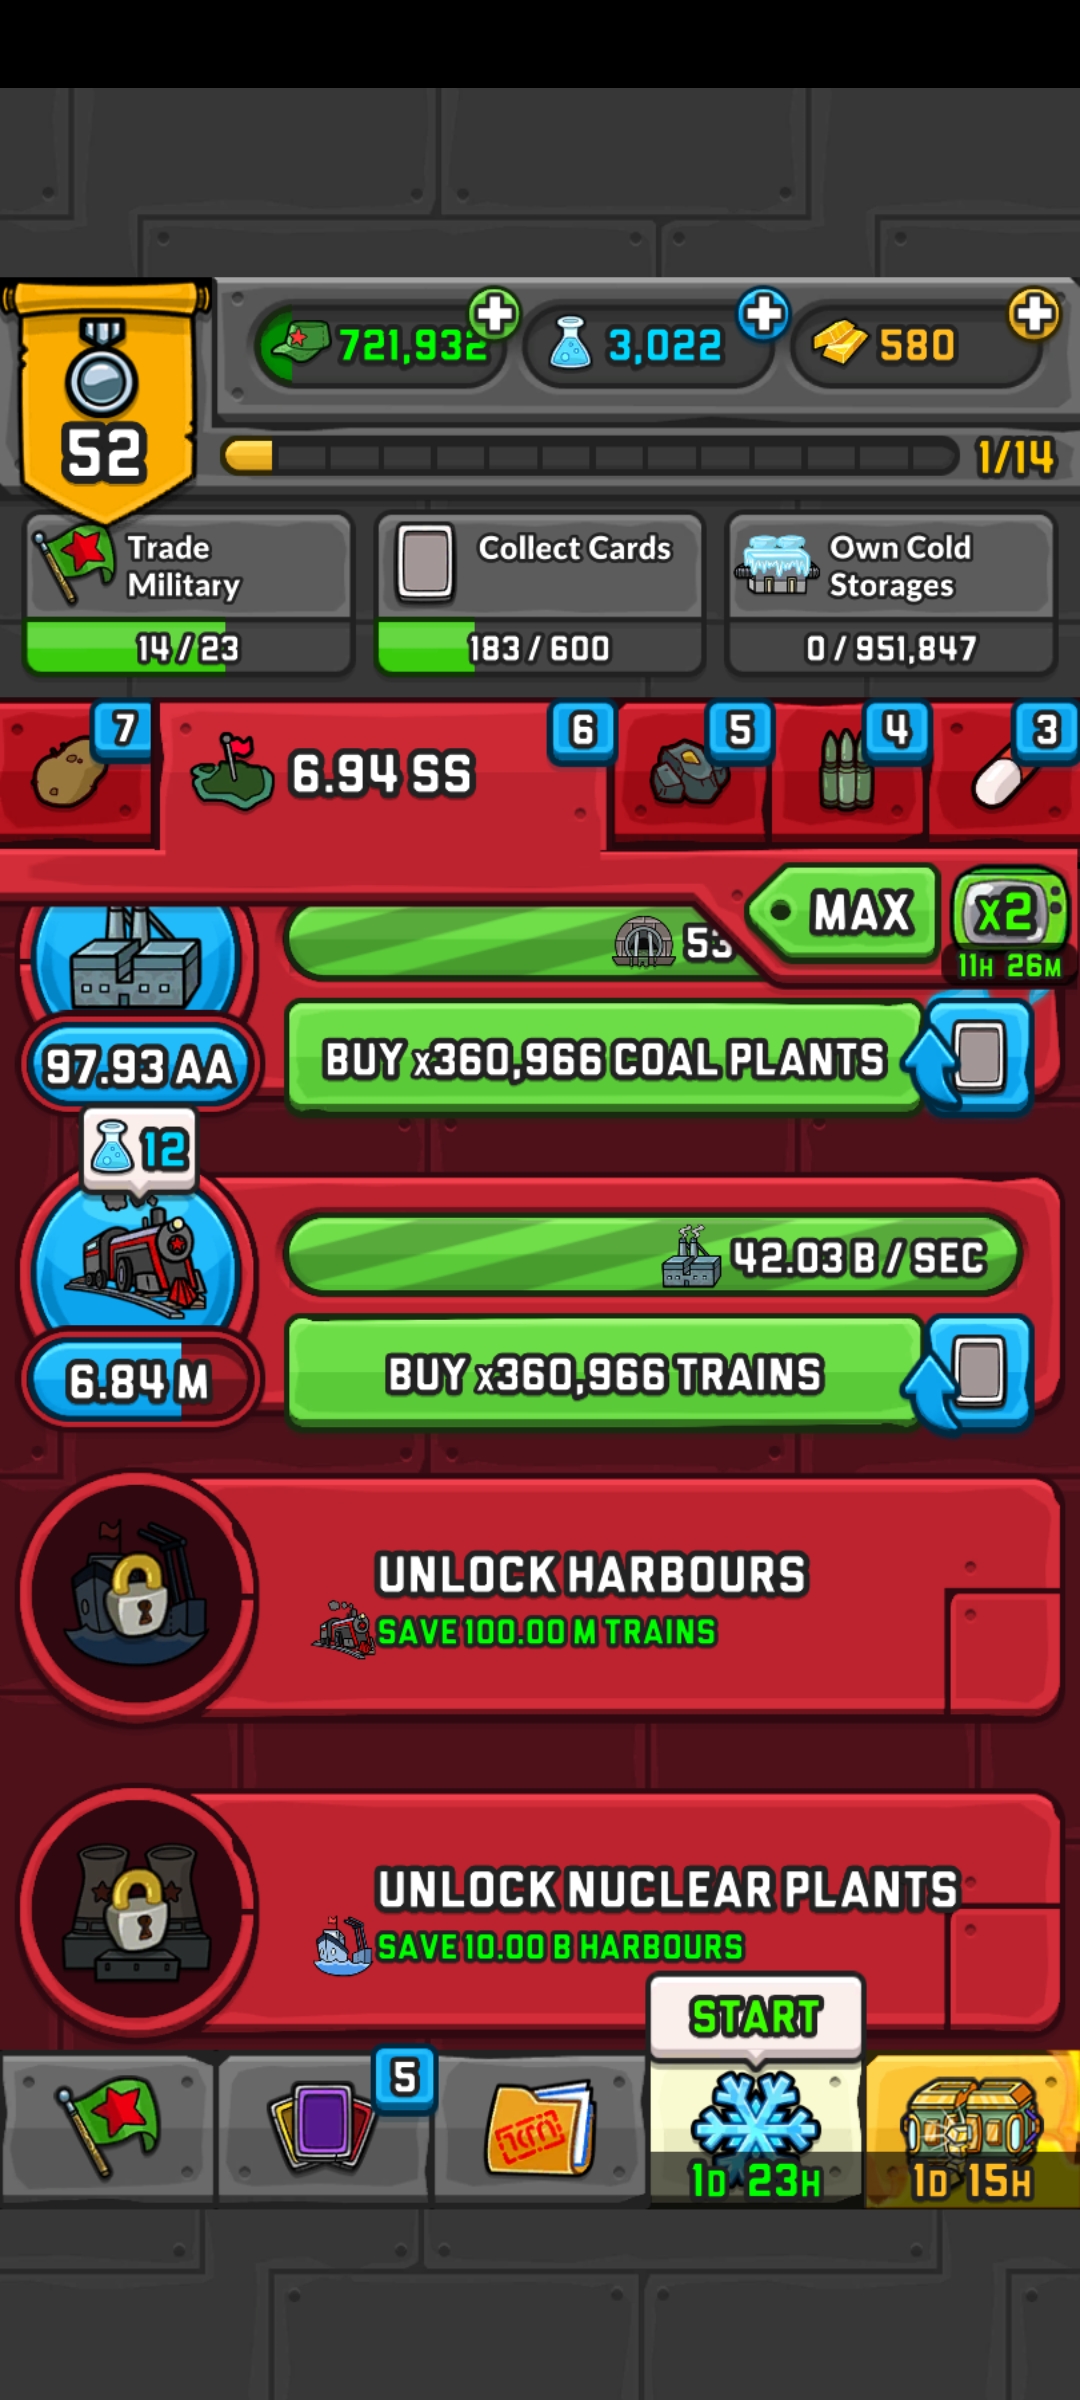 721,932
3,022
580
52
1/14
Trade
Military
14 / 23
Collect Cards
183 / 600
Own Cold
Storages
0 / 951,847
7
6.94 SS
6
5
4
3
MAX
x2
11H 26M
53
97.93 AA
BUY x360,966 COAL PLANTS
12
42.03 B / SEC
6.84 M
BUY x360,966 TRAINS
UNLOCK HARBOURS
SAVE 100.00 M TRAINS
UNLOCK NUCLEAR PLANTS
SAVE 10.00 B HARBOURS
START
5
1D 23H
1D 15H